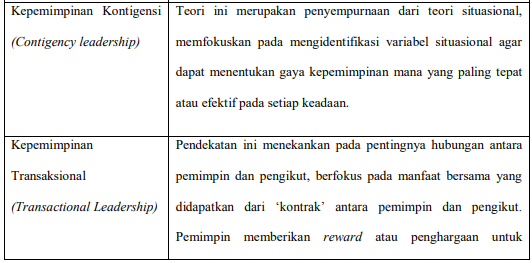 Kepemimpinan Kontigensi
(Contigency leadership)
Teori ini merupakan penyempurnaan dari teori situasional,
memfokuskan pada mengidentifikasi variabel situasional agar
dapat menentukan gaya kepemimpinan mana yang paling tepat
atau efektif pada setiap keadaan.
Kepemimpinan
Transaksional
(Transactional Leadership)
Pendekatan ini menekankan pada pentingnya hubungan antara
pemimpin dan pengikut, berfokus pada manfaat bersama yang
didapatkan dari ‘kontrak’ antara pemimpin dan pengikut.
Pemimpin memberikan reward atau penghargaan untuk